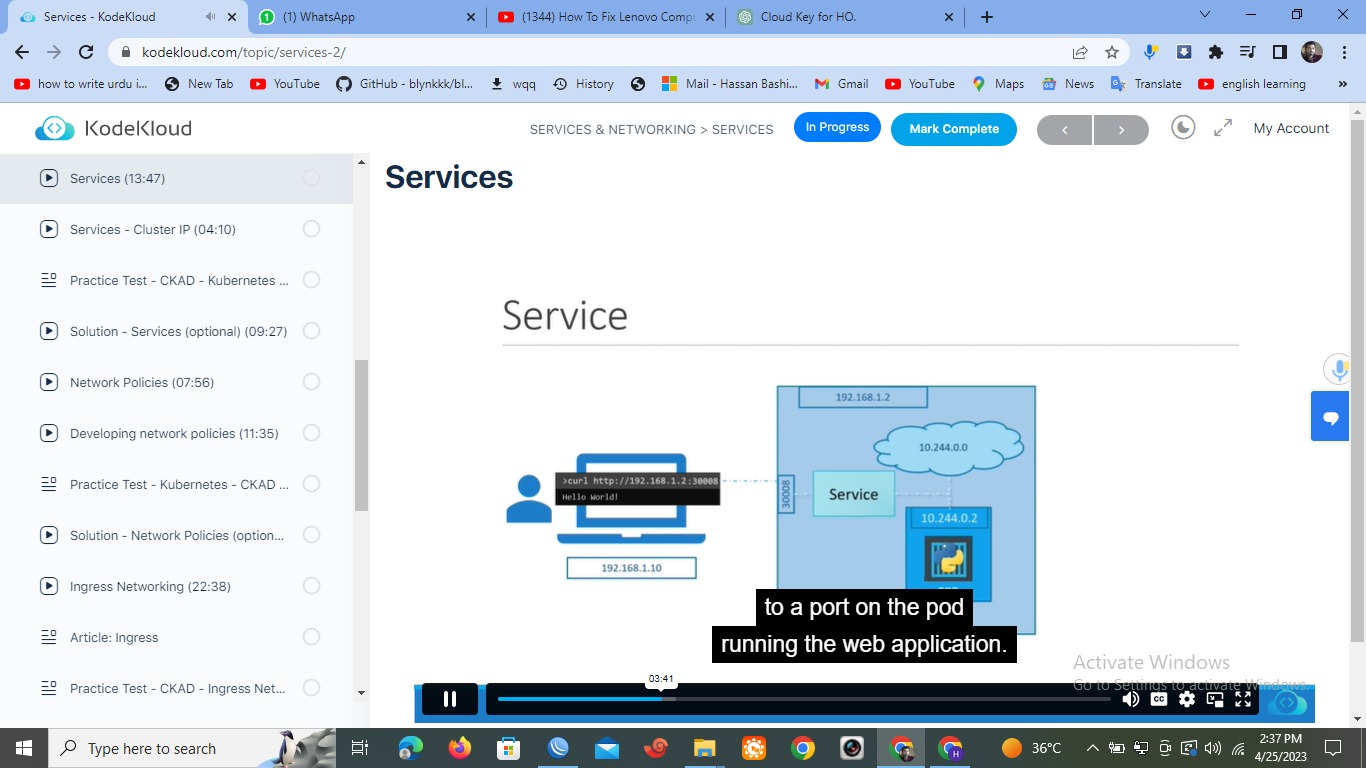 Services - KodeKloud
(1) WhatsApp
(1344) How To Fix Lenovo Compu
Cloud Key for HO.
kodekloud.com/topic/services-2/
how to write urdu i...
New Tab
YouTube
GitHub - blynkkk/bl...
wqq
History
Mail - Hassan Bashi...
Gmail
YouTube
Maps
News
Translate
english learning
»
KodeKloud
SERVICES & NETWORKING > SERVICES
In Progress
Mark Complete
<
>
My Account
Services (13:47)
Services - Cluster IP (04:10)
Practice Test - CKAD - Kubernetes ...
Solution - Services (optional) (09:27)
Network Policies (07:56)
Developing network policies (11:35)
Practice Test - Kubernetes - CKAD ...
Solution - Network Policies (option...
Ingress Networking (22:38)
Article: Ingress
Practice Test - CKAD - Ingress Net...
Services
Service
192.168.1.2
10.244.0.0
>curl http://192.168.1.2:30008
Hello World!
30008
Service
10.244.0.2
192.168.1.10
to a port on the pod
running the web application.
Activate Windows
Go to Settings to activate Windows.
03:41
CC
Type here to search
36°C
2:37 PM
4/25/2023